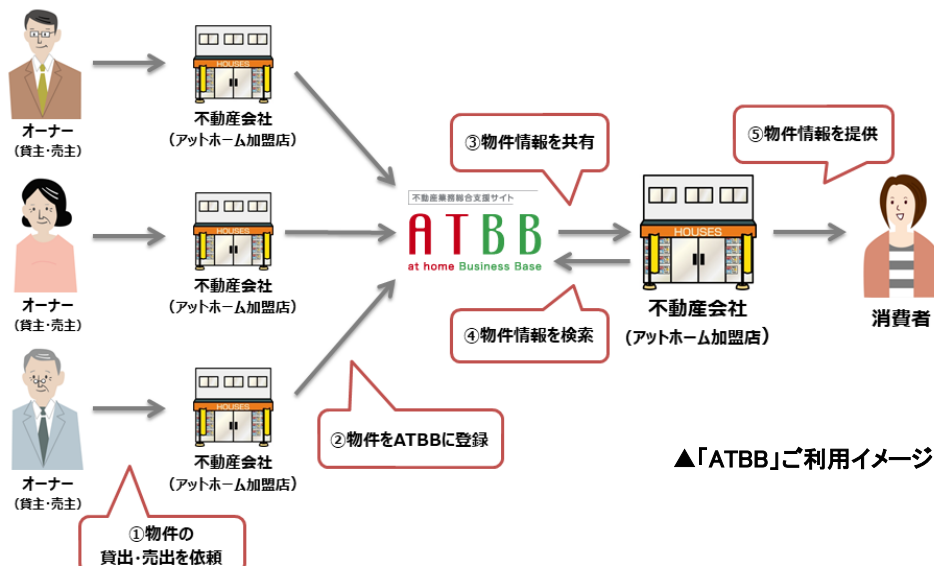 オーナー
(貸主・売主)
HOUSES
不動産会社
(アットホーム加盟店)
オーナー
(貸主・売主)
HOUSES
不動産会社
(アットホーム加盟店)
オーナー
(貸主・売主)
HOUSES
不動産会社
(アットホーム加盟店)
①物件の
貸出・売出を依頼
②物件をATBBに登録
不動産業務総合支援サイト
ATBB
at home Business Base
③物件情報を共有
④物件情報を検索
HOUSES
不動産会社
(アットホーム加盟店)
⑤物件情報を提供
消費者
▲「ATBB」ご利用イメージ